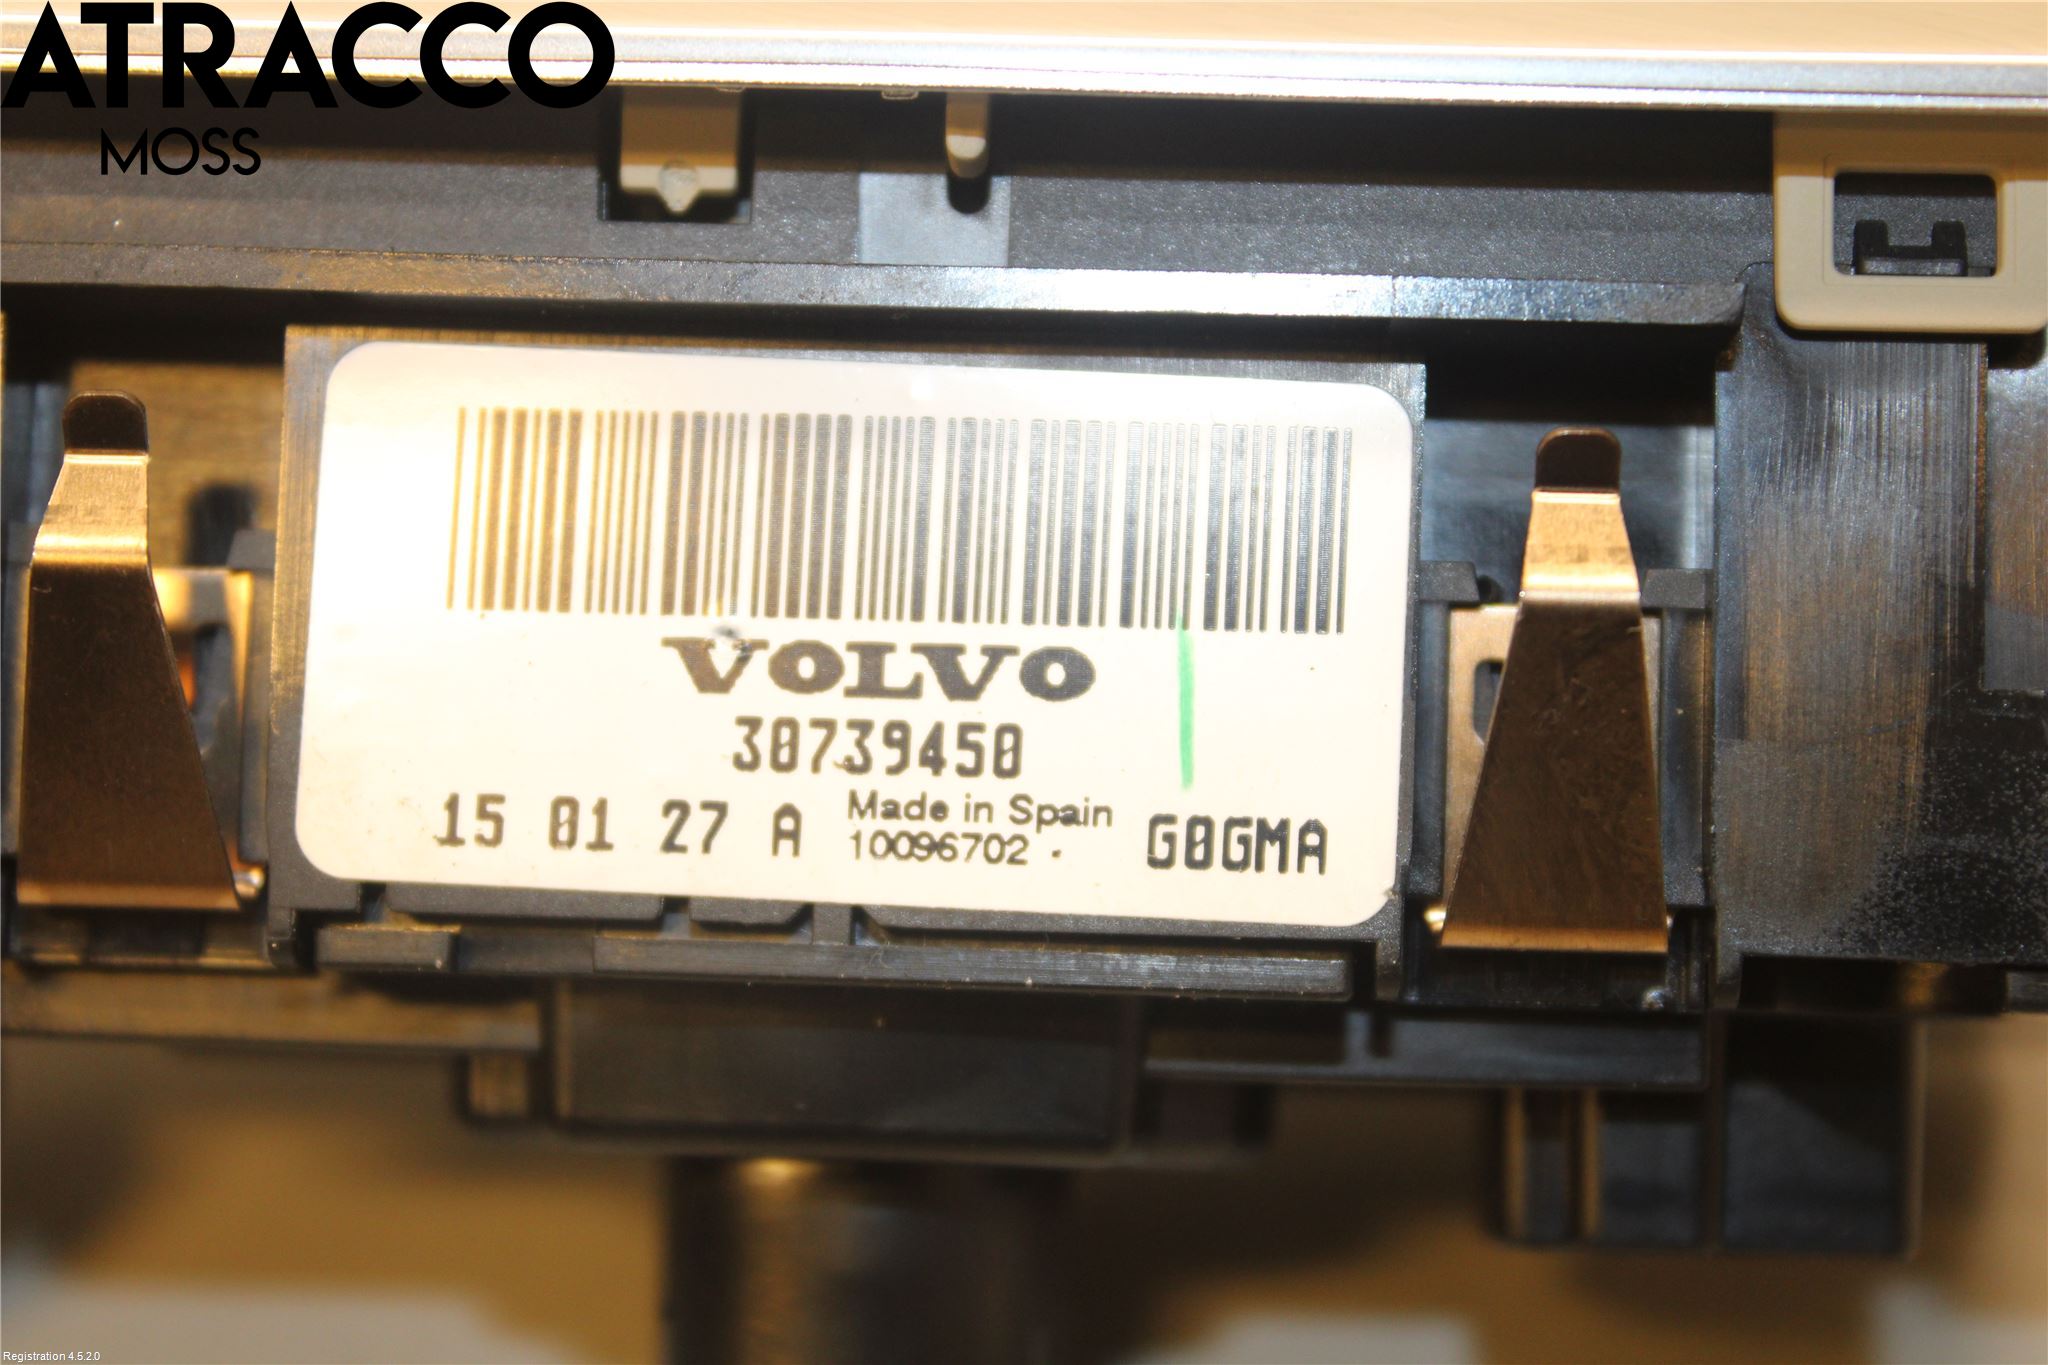 ATRACCO
MOSS
VOLVO
30739450
15 01 27 A Made in Spain G0GMA
10096702
Registration 4.5.2.0